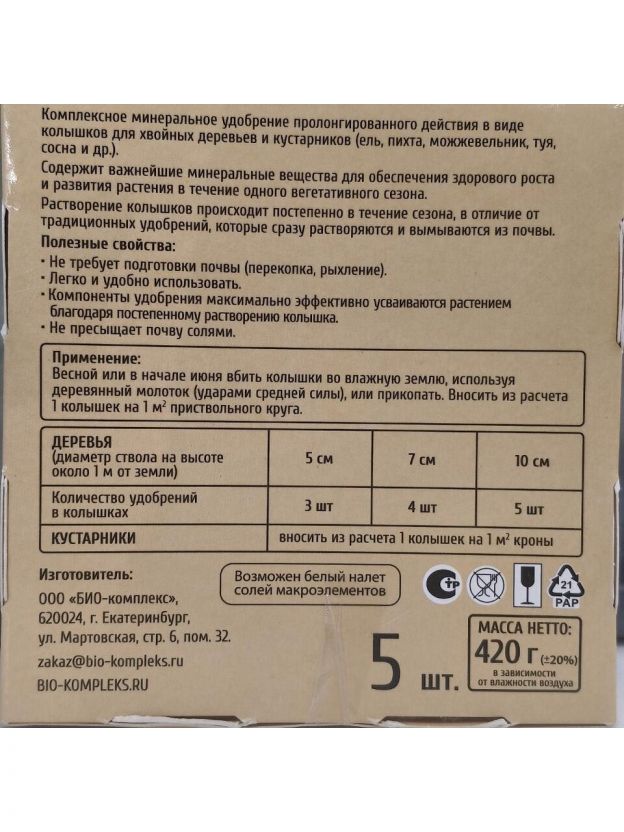 Комплексное минеральное удобрение пролонгированного действия в виде
колышков для хвойных деревьев и кустарников (ель, пихта, можжевельник, туя,
сосна и др.).
Содержит важнейшие минеральные вещества для обеспечения здорового роста
и развития растения в течение одного вегетативного сезона.
Растворение колышков происходит постепенно в течение сезона, в отличие от
традиционных удобрений, которые сразу растворяются и вымываются из почвы.
Полезные свойства:
• Не требует подготовки почвы (перекопка, рыхление).
• Легко и удобно использовать.
• Компоненты удобрения максимально эффективно усваиваются растением
благодаря постепенному растворению колышка.
• Не пресыщает почву солями.
Применение:
Весной или в начале июня вбить колышки во влажную землю, используя
деревянный молоток (ударами средней силы), или прикопать. Вносить из расчета
1 колышек на 1 м² приствольного круга.
ДЕРЕВЬЯ
(диаметр ствола на высоте
около 1 м от земли)
5 см
7 см
10 см
Количество удобрений
в колышках
3 шт
4 шт
5 шт
КУСТАРНИКИ
вносить из расчета 1 колышек на 1 м² кроны
Изготовитель:
ООО «БИО-комплекс»,
620024, г. Екатеринбург,
ул. Мартовская, стр. 6, пом. 32.
zakaz@bio-kompleks.ru
BIO-KOMPLEKS.RU
Возможен белый налет
солей макроэлементов
СТР
21
PAP
5 шт.
МАССА НЕТТО:
420 г (±20%)
в зависимости
от влажности воздуха